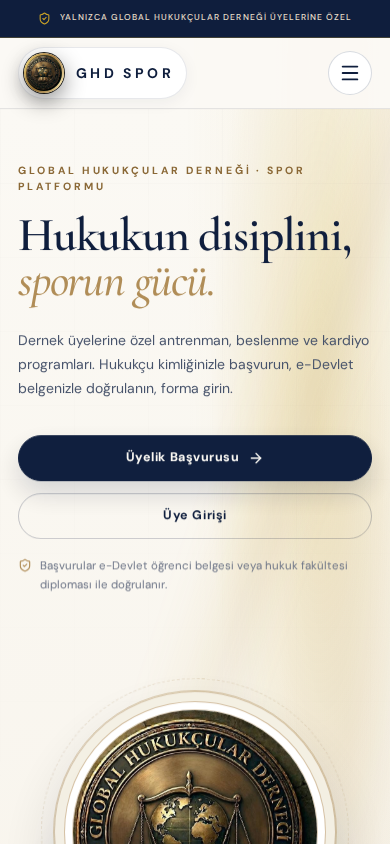 YALNIZCA GLOBAL HUKUKÇULAR DERNEĞİ ÜYELERİNE ÖZEL
GHD SPOR
GLOBAL HUKUKÇULAR DERNEĞİ · SPOR
PLATFORMU
Hukukun disiplini,
sporun gücü.
Dernek üyelerine özel antrenman, beslenme ve kardiyo
programları. Hukukçu kimliğinizle başvurun, e-Devlet
belgenizle doğrulanın, forma girin.
Üyelik Başvurusu
Üye Girişi
Başvurular e-Devlet öğrenci belgesi veya hukuk fakültesi
diploması ile doğrulanır.
GLOBAL HUKUKÇULAR DERNEĞİ